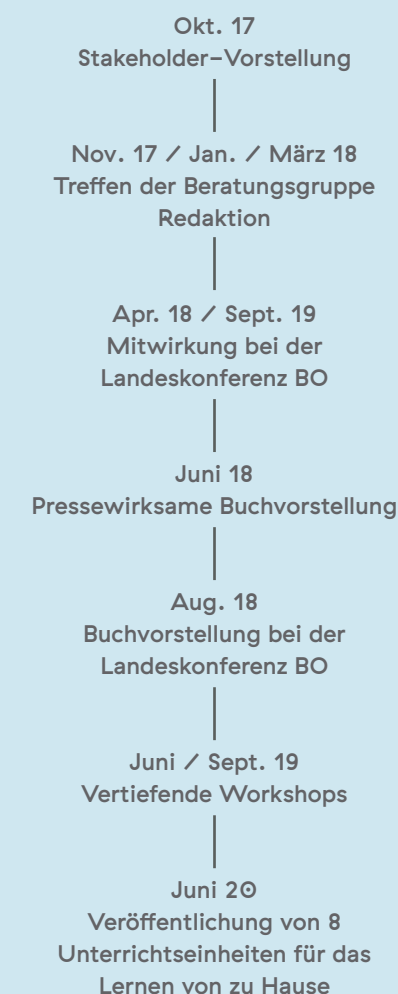 Okt. 17
Stakeholder-Vorstellung
Nov. 17 / Jan. / März 18
Treffen der Beratungsgruppe
Redaktion
Apr. 18 / Sept. 19
Mitwirkung bei der
Landeskonferenz BO
Juni 18
Pressewirksame Buchvorstellung
Aug. 18
Buchvorstellung bei der
Landeskonferenz BO
Juni / Sept. 19
Vertiefende Workshops
Juni 20
Veröffentlichung von 8
Unterrichtseinheiten für das
Lernen von zu Hause